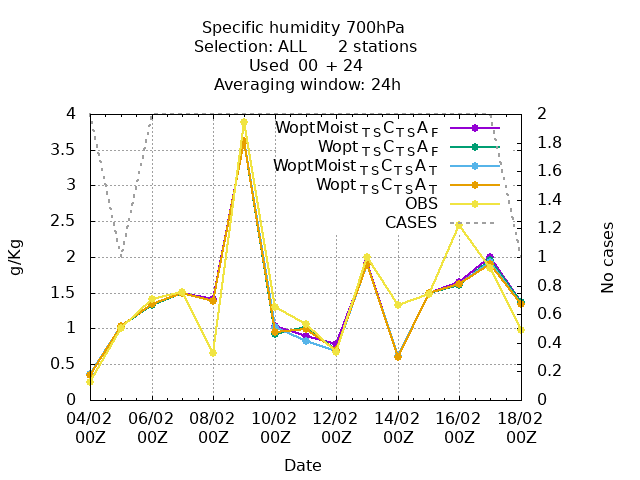 Specific humidity 700hPa
Selection: ALL 2 stations
Used 00 + 24
Averaging window: 24h
WoptMoist TS C TS A F
Wopt TS C TS A F
WoptMoist TS C TS A T
Wopt TS C TS A T
OBS
CASES
g/Kg
4
3.5
3
2.5
2
1.5
1
0.5
0
No cases
2
1.8
1.6
1.4
1.2
1
0.8
0.6
0.4
0.2
0
04/02 06/02 08/02 10/02 12/02 14/02 16/02 18/02
00Z 00Z 00Z 00Z 00Z 00Z 00Z 00Z
Date